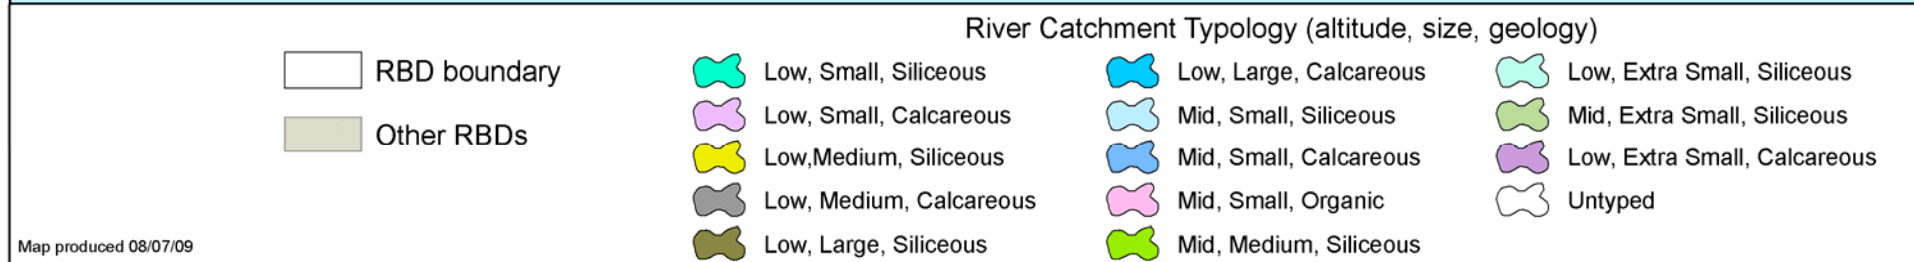 River Catchment Typology (altitude, size, geology)
RBD boundary
Other RBDs
Low, Small, Siliceous
Low, Small, Calcareous
Low,Medium, Siliceous
Low, Medium, Calcareous
Low, Large, Siliceous
Low, Large, Calcareous
Mid, Small, Siliceous
Mid, Small, Calcareous
Mid, Small, Organic
Mid, Medium, Siliceous
Low, Extra Small, Siliceous
Mid, Extra Small, Siliceous
Low, Extra Small, Calcareous
Untyped
Map produced 08/07/09